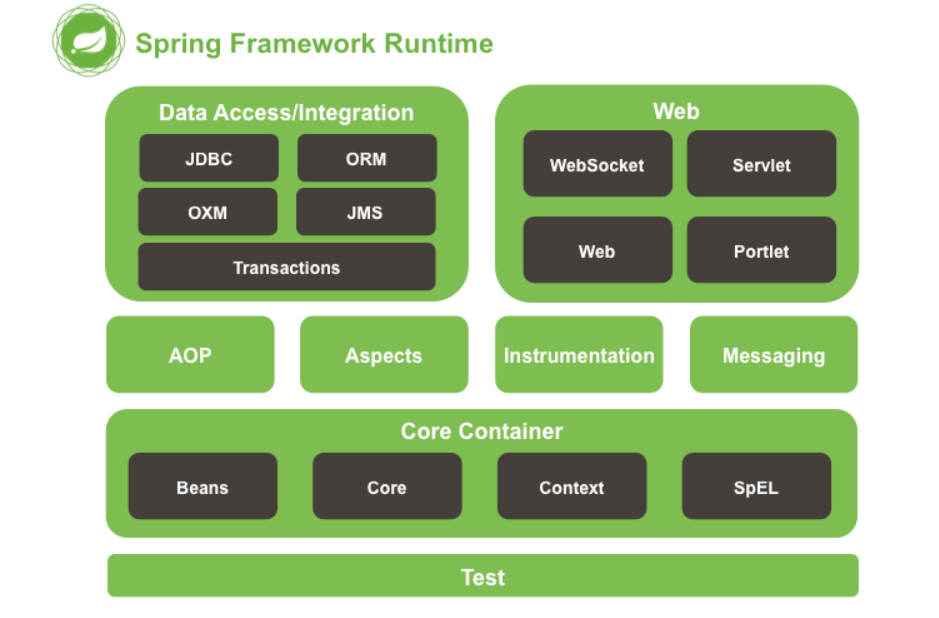 Spring Framework Runtime
Data Access/Integration
JDBC
ORM
OXM
JMS
Transactions
Web
WebSocket
Servlet
Web
Portlet
AOP
Aspects
Instrumentation
Messaging
Core Container
Beans
Core
Context
SpEL
Test